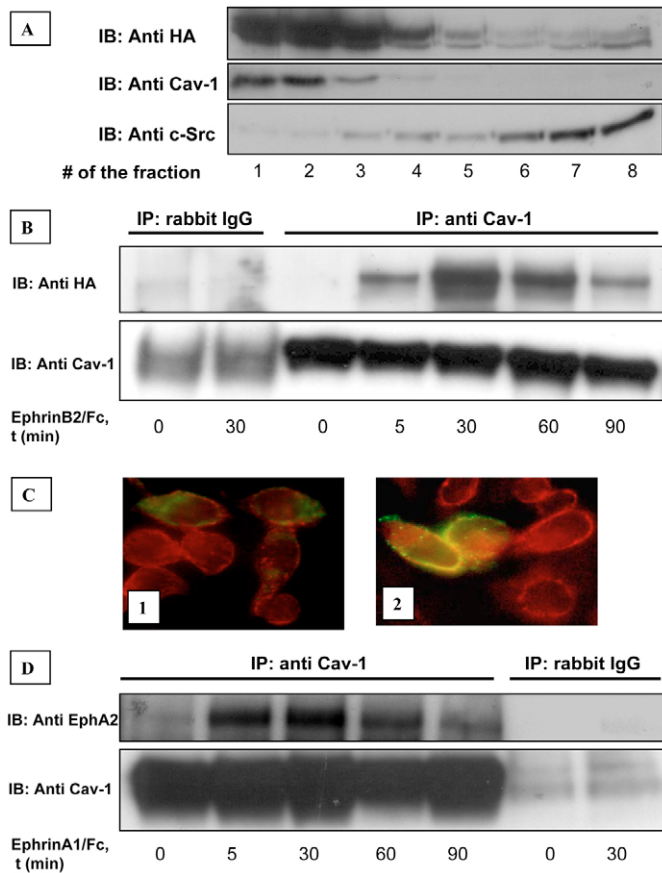 A
IB: Anti HA
IB: Anti Cav-1
IB: Anti c-Src
# of the fraction 1 2 3 4 5 6 7 8
B
IP: rabbit IgG IP: anti Cav-1
IB: Anti HA
IB: Anti Cav-1
EphrinB2/Fc,
t (min) 0 30 0 5 30 60 90
C
1 2
D
IP: anti Cav-1 IP: rabbit IgG
IB: Anti EphA2
IB: Anti Cav-1
EphrinA1/Fc,
t (min) 0 5 30 60 90 0 30